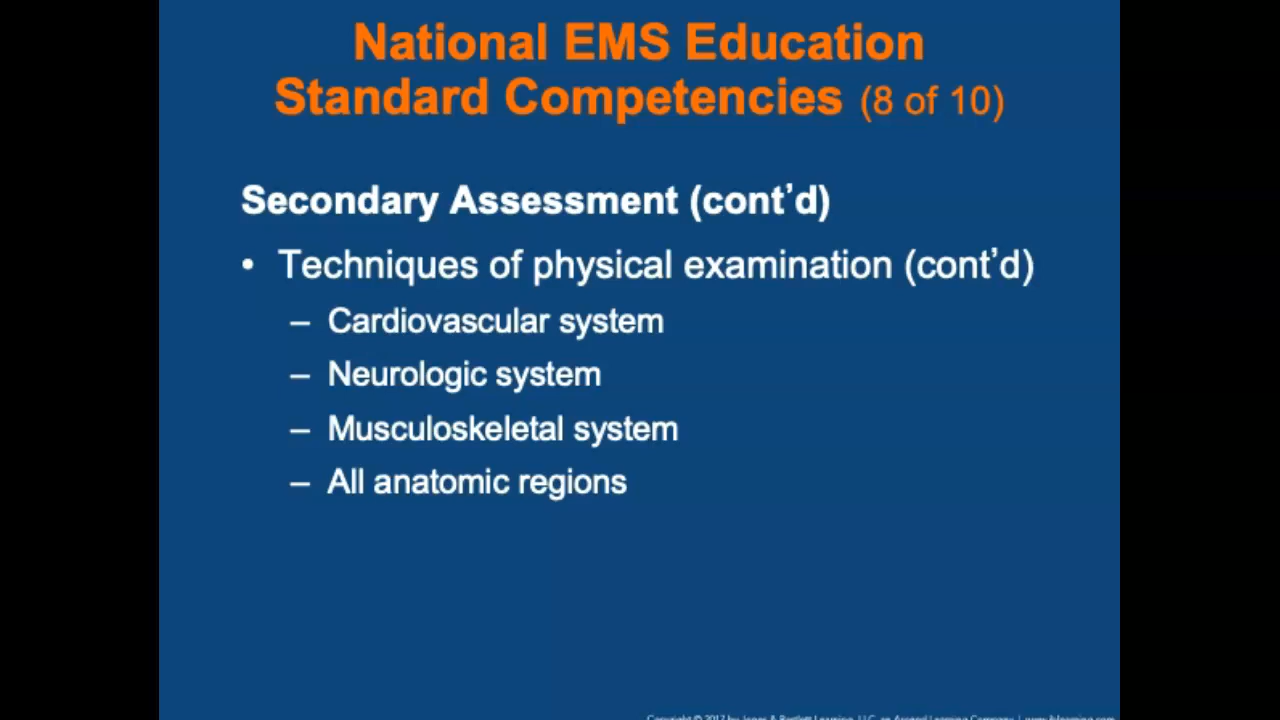 National EMS Education
Standard Competencies (8 of 10)
Secondary Assessment (cont’d)
• Techniques of physical examination (cont’d)
– Cardiovascular system
– Neurologic system
– Musculoskeletal system
– All anatomic regions